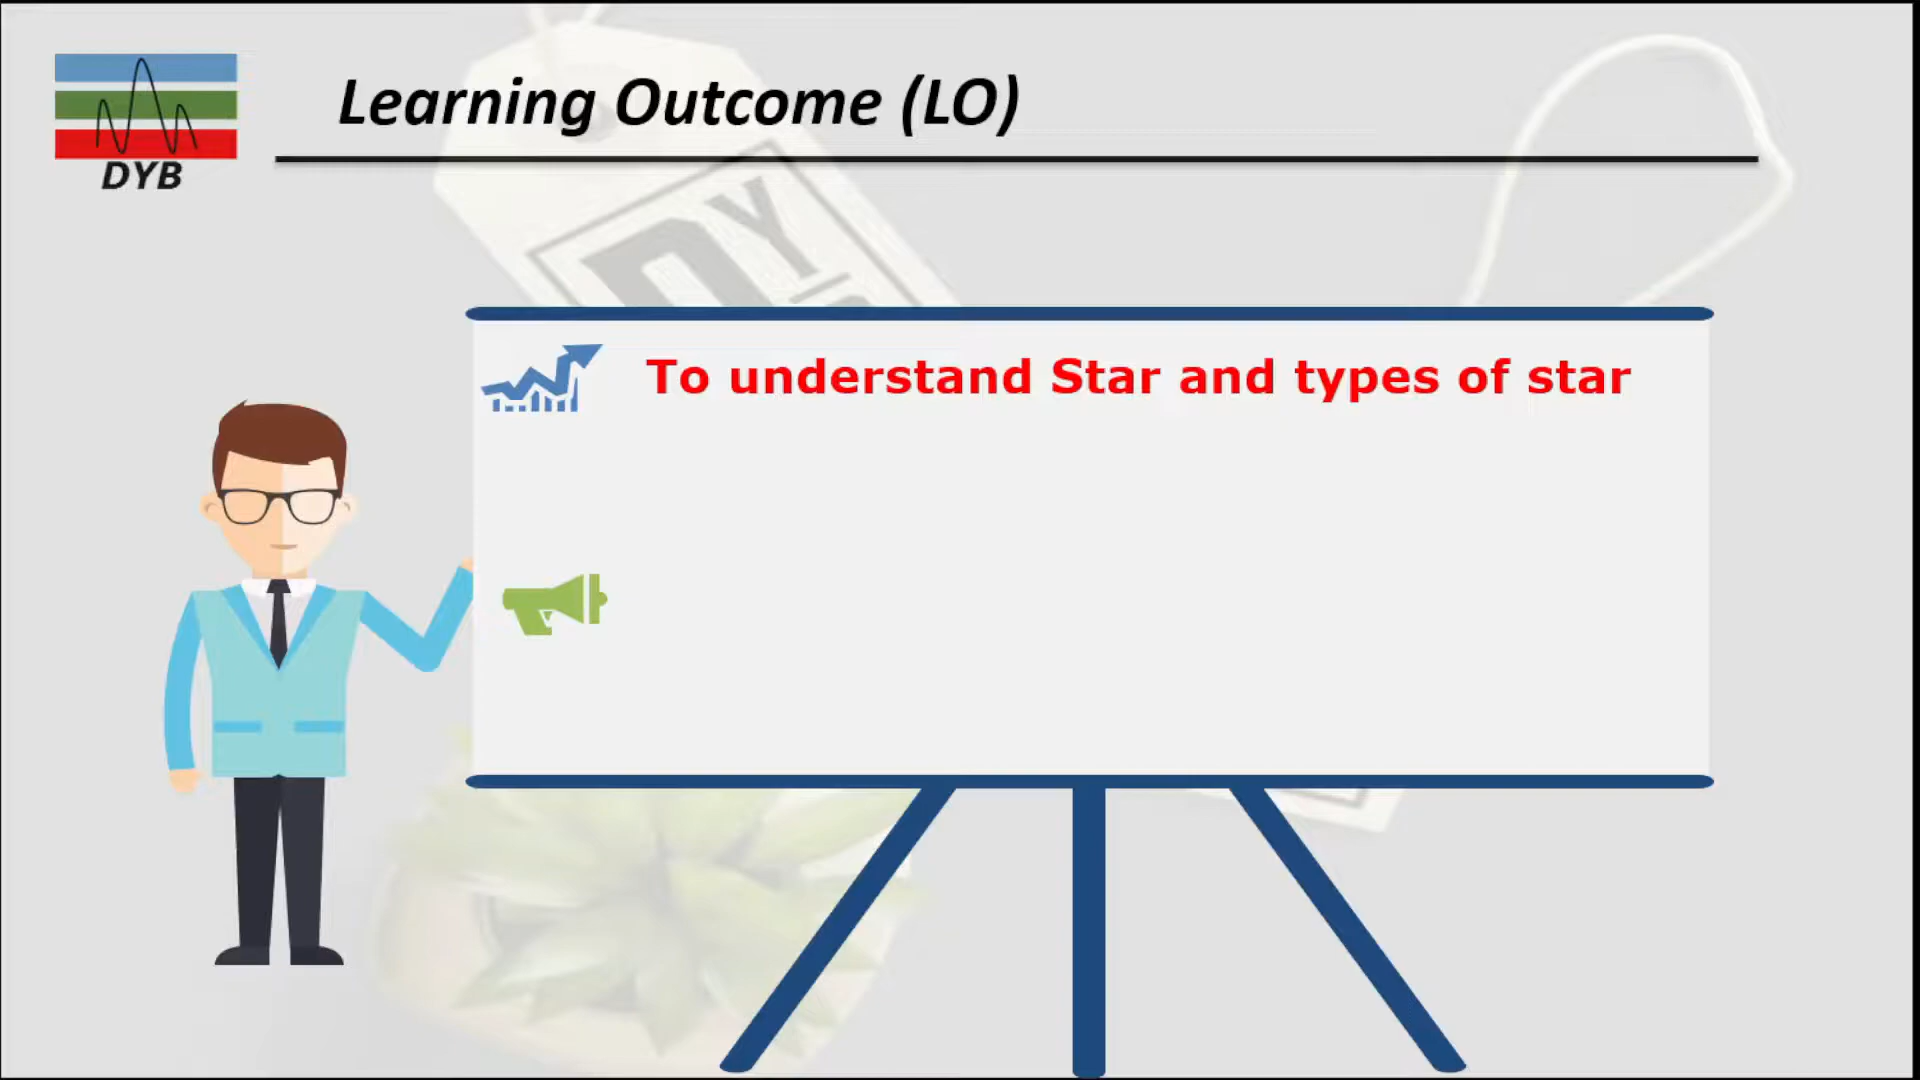 Learning Outcome (LO)
DYB
To understand Star and types of star